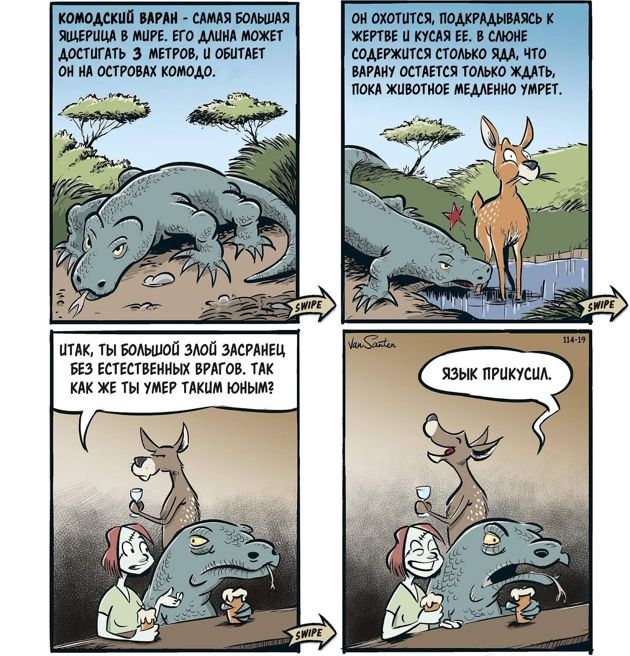 КОМОДСКИЙ ВАРАН - САМАЯ БОЛЬШАЯ
ЯЩЕРИЦА В МИРЕ. ЕГО ДЛИНА МОЖЕТ
ДОСТИГАТЬ 3 МЕТРОВ, И ОБИТАЕТ
ОН НА ОСТРОВАХ КОМОДО.
SWIPE
ОН ОХОТИТСЯ, ПОДКРАДЫВАЯСЬ К
ЖЕРТВЕ И КУСАЯ ЕЕ. В СЛЮНЕ
СОДЕРЖИТСЯ СТОЛЬКО ЯДА, ЧТО
ВАРАНУ ОСТАЕТСЯ ТОЛЬКО ЖДАТЬ,
ПОКА ЖИВОТНОЕ МЕДЛЕННО УМРЕТ.
SWIPE
ИТАК, ТЫ БОЛЬШОЙ ЗЛОЙ ЗАСРАНЕЦ
БЕЗ ЕСТЕСТВЕННЫХ ВРАГОВ. ТАК
КАК ЖЕ ТЫ УМЕР ТАКИМ ЮНЫМ?
SWIPE
Van Santen
114-19
ЯЗЫК ПРИКУСИЛ.